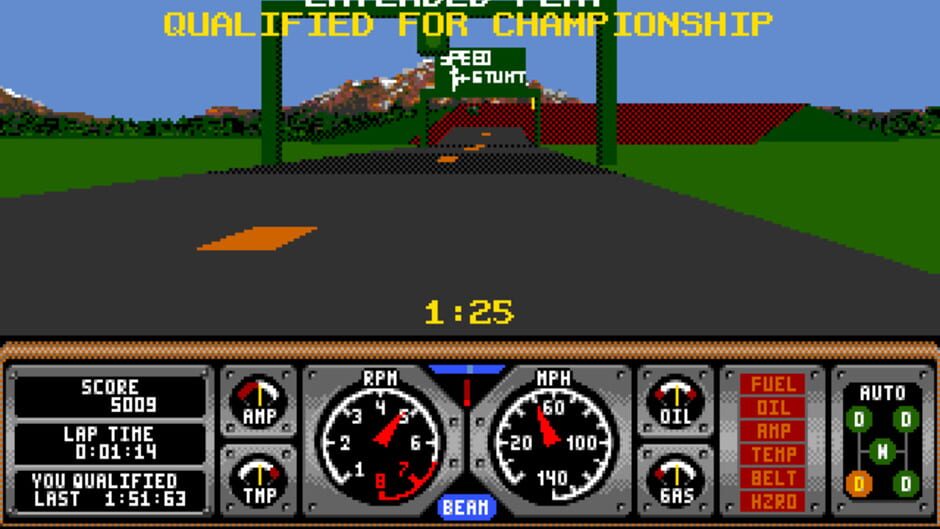 EXTENDED PLAY
QUALIFIED FOR CHAMPIONSHIP
SPEED
STUNT
1:25
SCORE
5009
LAP TIME
0:01:14
YOU QUALIFIED
LAST 1:51:63
AMP
TMP
RPM
1 2 3 4 5 6 7 8
BEAM
MPH
20 60 100 140
OIL
GAS
FUEL
OIL
AMP
TEMP
BELT
HZRD
AUTO
D D
N
D D